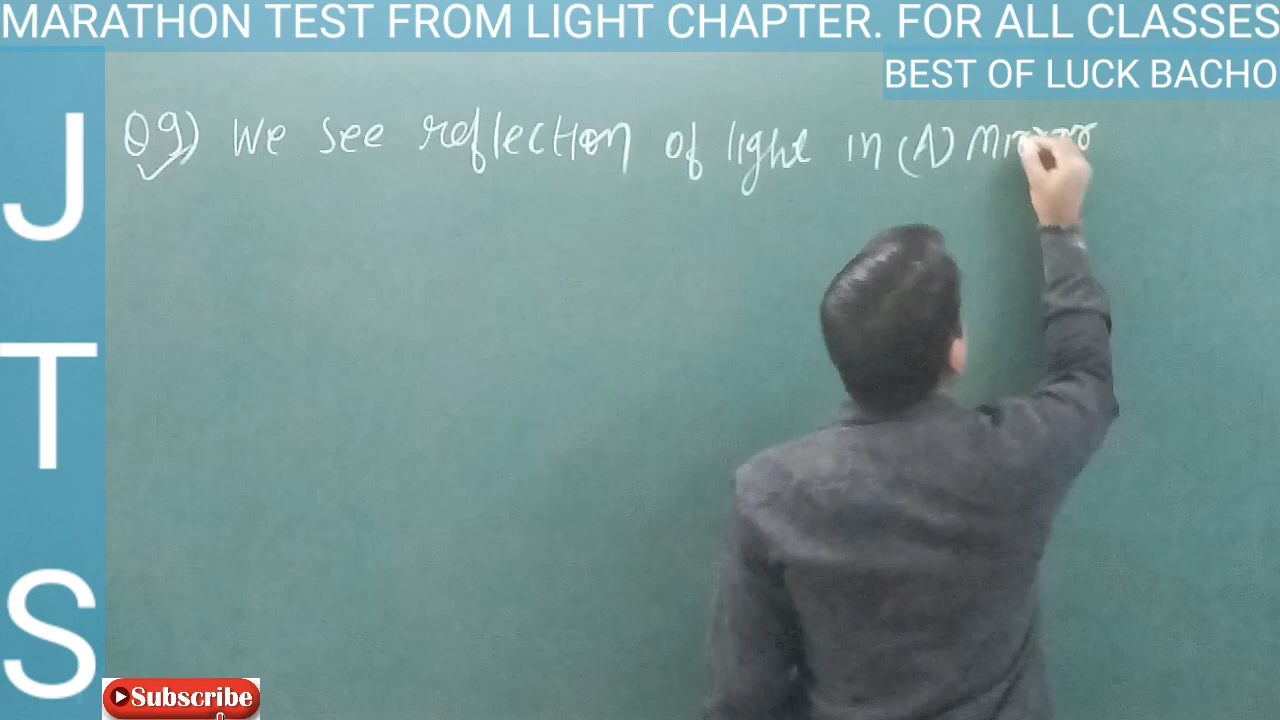 MARATHON TEST FROM LIGHT CHAPTER. FOR ALL CLASSES
BEST OF LUCK BACHO
J
T
S
Q9) We see reflection of light in (A) Mirror
Subscribe